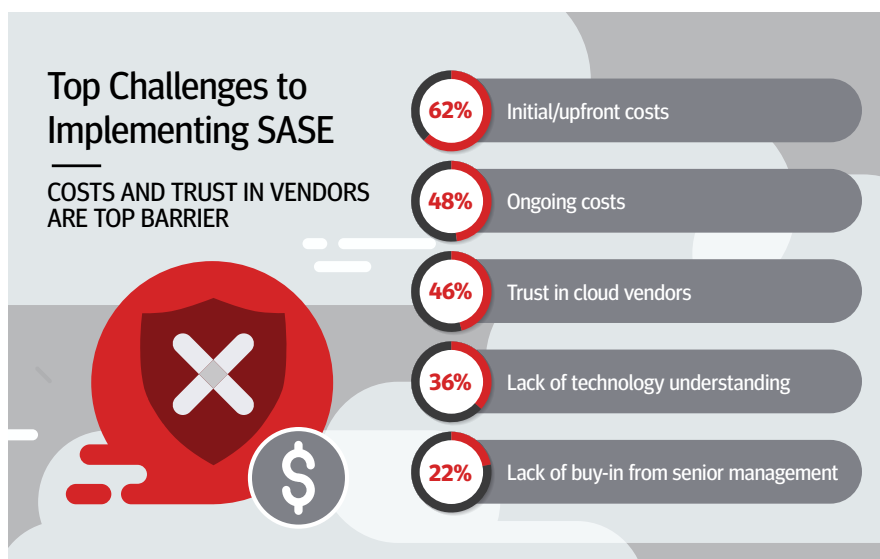 Top Challenges to
Implementing SASE
COSTS AND TRUST IN VENDORS
ARE TOP BARRIER
62% Initial/upfront costs
48% Ongoing costs
46% Trust in cloud vendors
36% Lack of technology understanding
22% Lack of buy-in from senior management
$